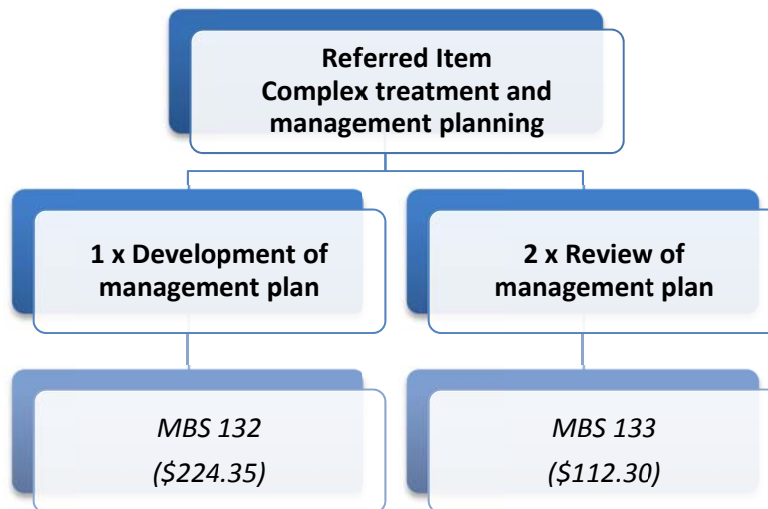 Referred Item
Complex treatment and
management planning
1 x Development of
management plan
2 x Review of
management plan
MBS 132
($224.35)
MBS 133
($112.30)